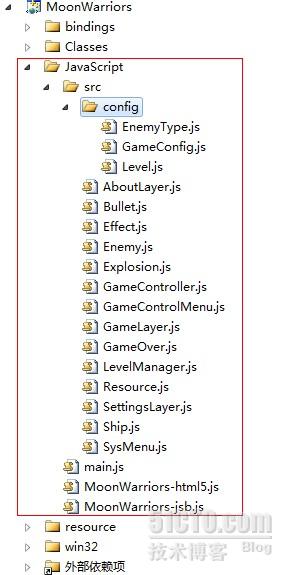 MoonWarriors
bindings
Classes
JavaScript
src
config
EnemyType.js
GameConfig.js
Level.js
AboutLayer.js
Bullet.js
Effect.js
Enemy.js
Explosion.js
GameController.js
GameControlMenu.js
GameLayer.js
GameOver.js
LevelManager.js
Resource.js
SettingsLayer.js
Ship.js
SysMenu.js
main.js
MoonWarriors-html5.js
MoonWarriors-jsb.js
resource
win32
外部依赖项
51CTO.com
技术博客 Blog